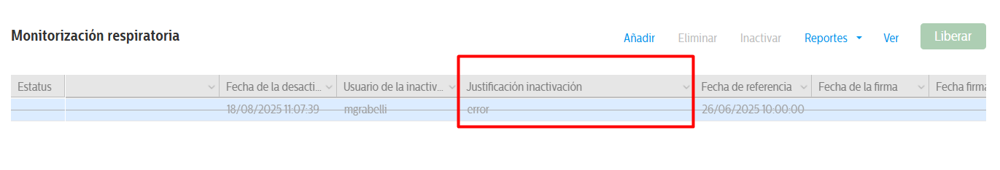 Monitorización respiratoria
Añadir Eliminar Inactivar Reportes Ver Liberar
Estatus Fecha de la desacti... Usuario de la inactiv... Justificación inactivación Fecha de referencia Fecha de la firma Fecha firma
18/08/2025 11:07:39 mgrabelli error 26/06/2025 10:00:00